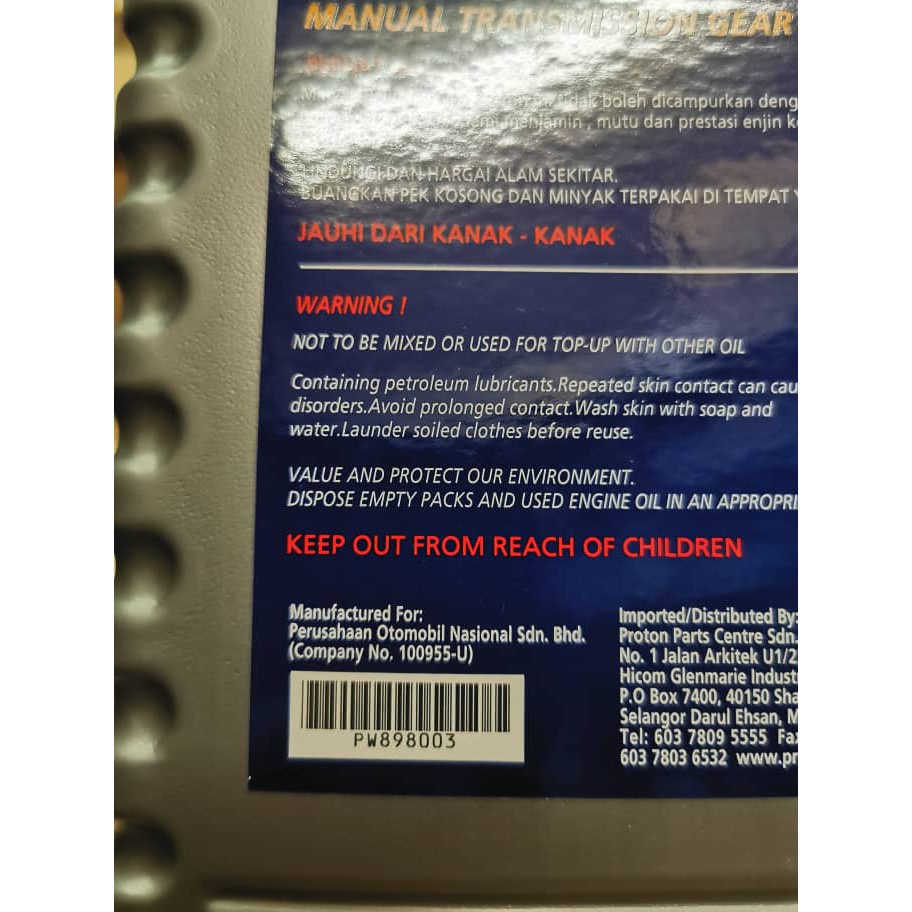 MANUAL TRANSMISSION GEAR
tidak boleh dicampurkan deng
menjamin , mutu dan prestasi enjin k
LINDUNGI DAN HARGAI ALAM SEKITAR.
BUANGKAN PEK KOSONG DAN MINYAK TERPAKAI DI TEMPAT Y
JAUHI DARI KANAK - KANAK
WARNING !
NOT TO BE MIXED OR USED FOR TOP-UP WITH OTHER OIL
Containing petroleum lubricants.Repeated skin contact can cau
disorders.Avoid prolonged contact.Wash skin with soap and
water.Launder soiled clothes before reuse.
VALUE AND PROTECT OUR ENVIRONMENT.
DISPOSE EMPTY PACKS AND USED ENGINE OIL IN AN APPROPRI
KEEP OUT FROM REACH OF CHILDREN
Manufactured For:
Perusahaan Otomobil Nasional Sdn. Bhd.
(Company No. 100955-U)
PW898003
Imported/Distributed By:
Proton Parts Centre Sdn.
No. 1 Jalan Arkitek U1/2
Hicom Glenmarie Industr
P.O Box 7400, 40150 Sha
Selangor Darul Ehsan, M
Tel: 603 7809 5555 Fax
603 7803 6532 www.pr